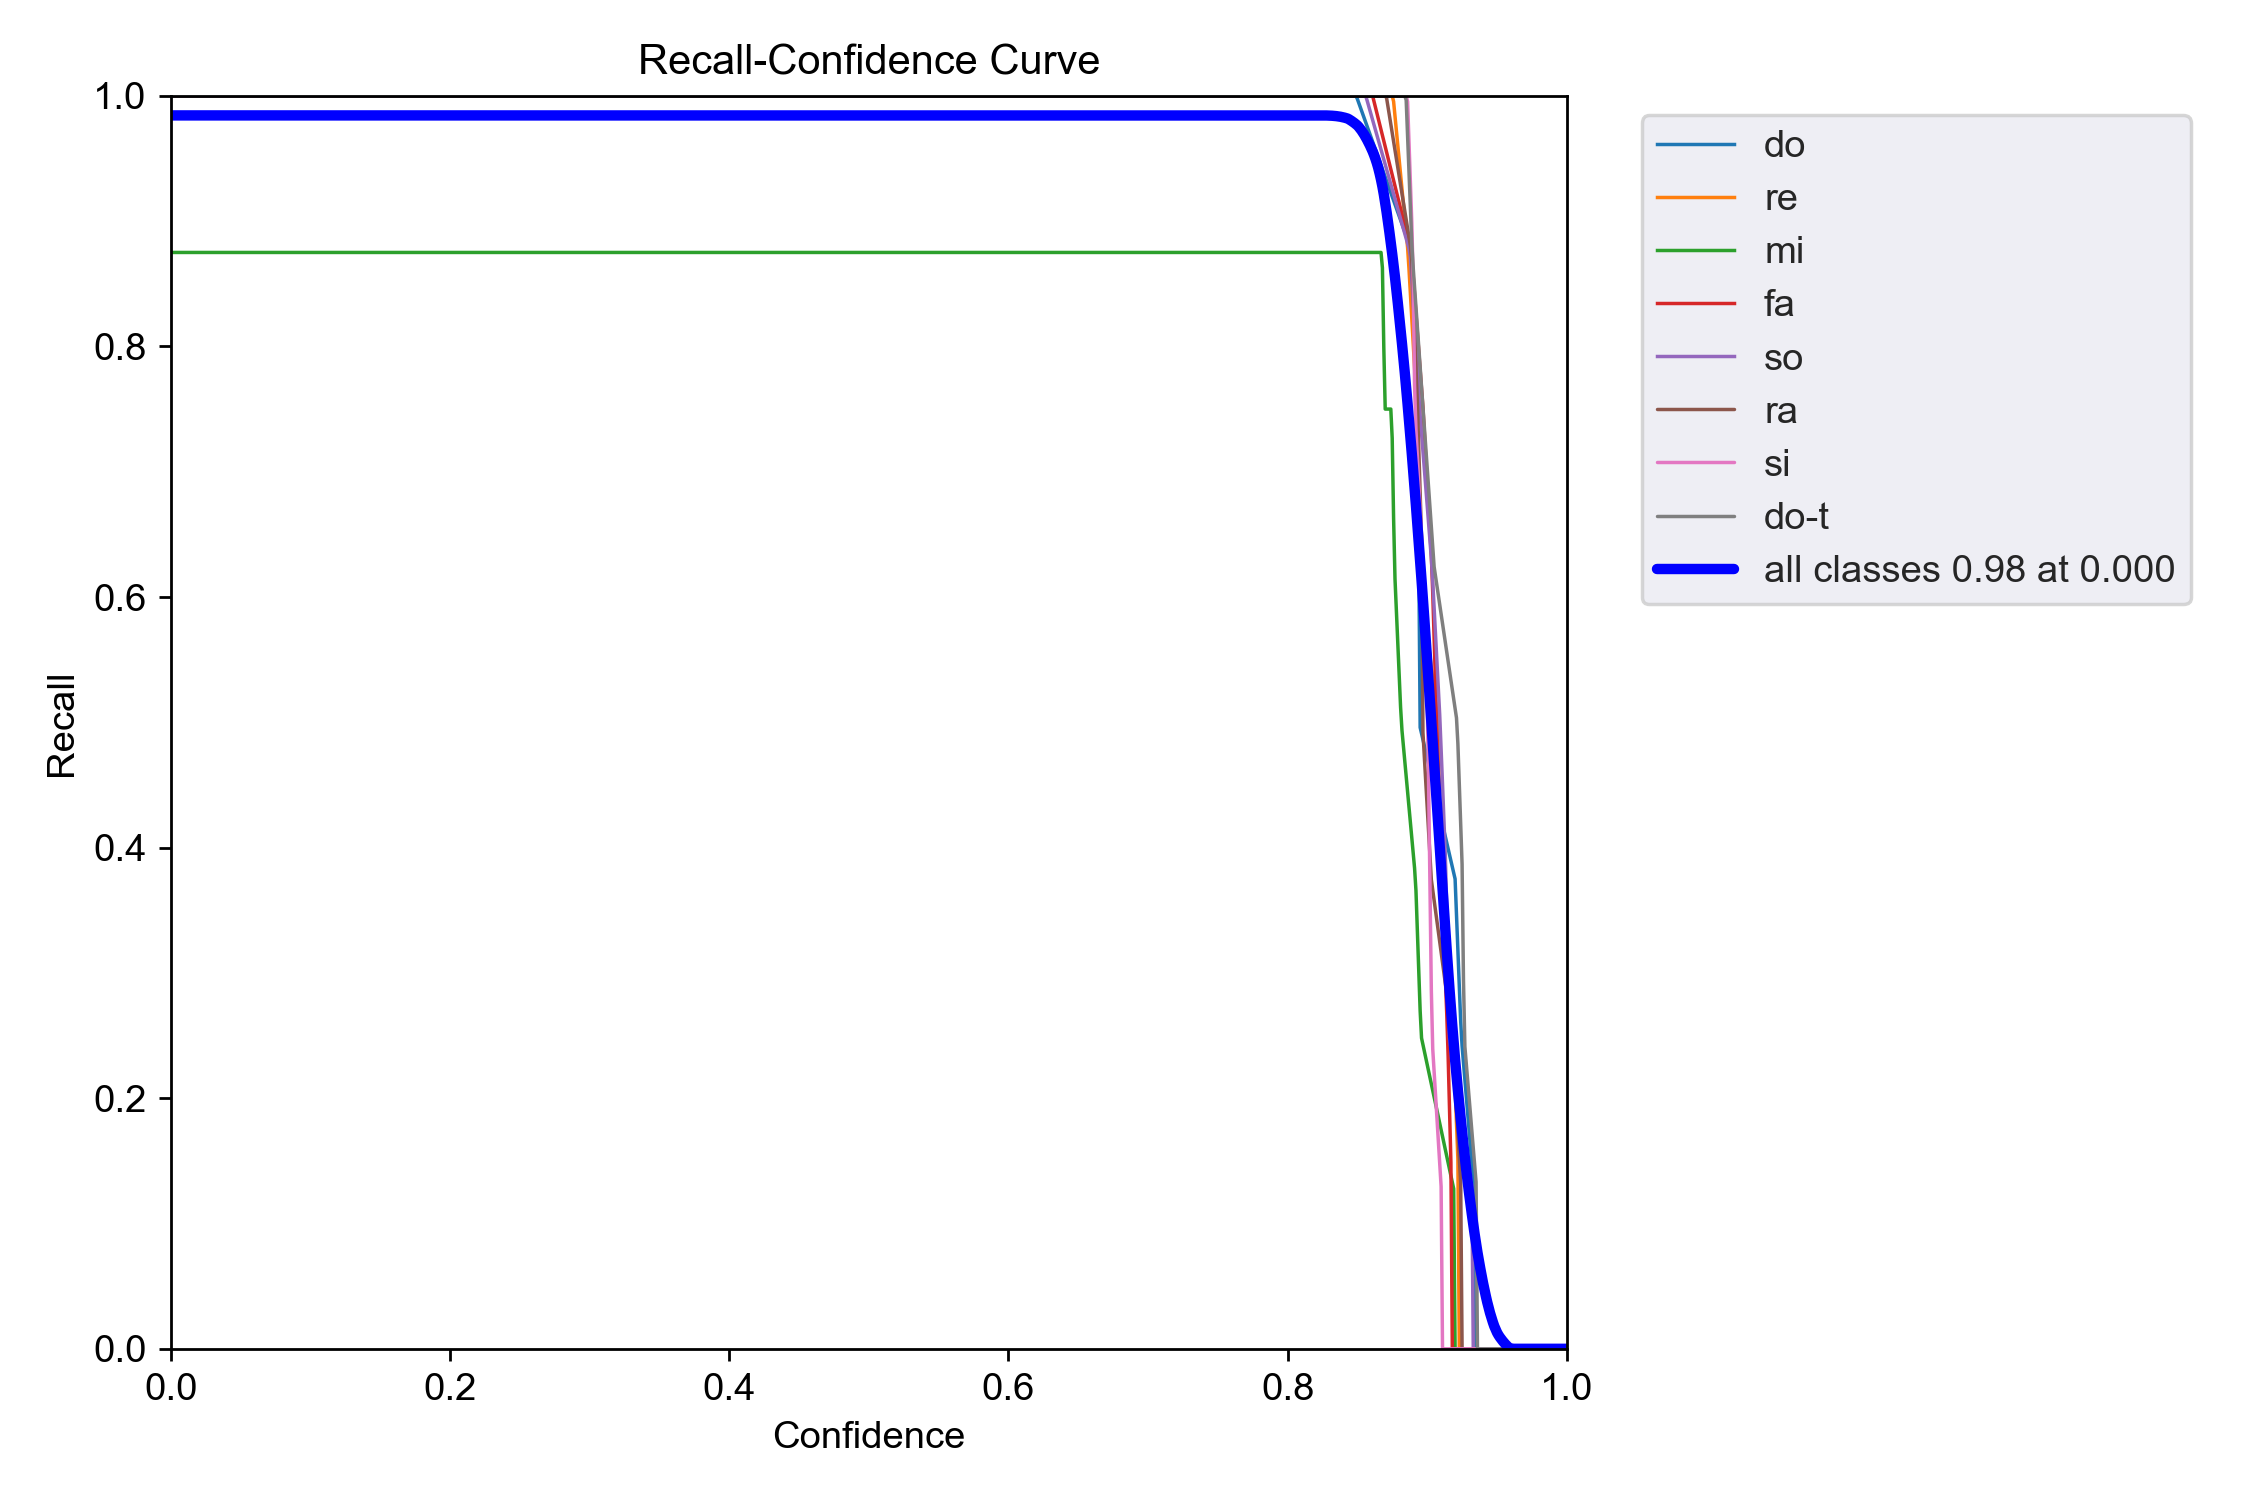 Recall-Confidence Curve
1.0
0.8
0.6
0.4
0.2
0.0
Recall
0.0 0.2 0.4 0.6 0.8 1.0
Confidence
do
re
mi
fa
so
ra
si
do-t
all classes 0.98 at 0.000